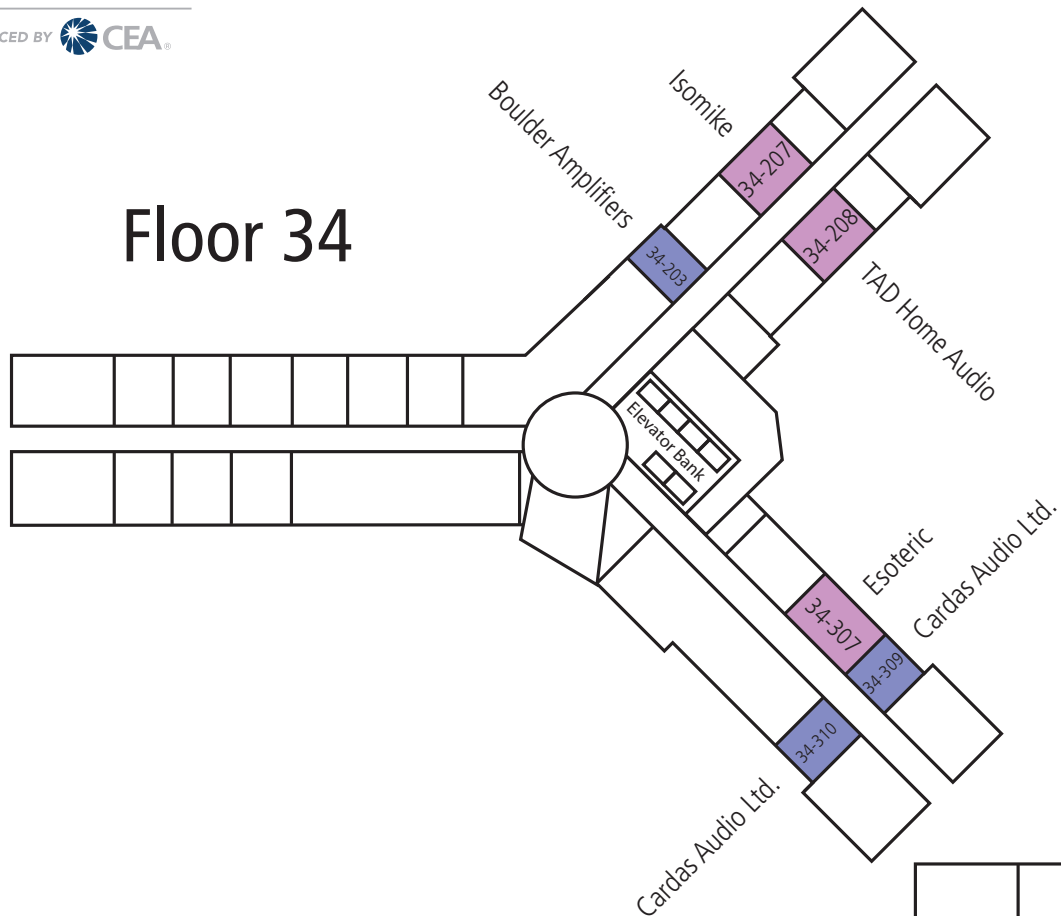 CED BY CEA®
Isomike
Boulder Amplifiers
34-207
Floor 34
34-208
34-203
TAD Home Audio
Elevator Bank
Esoteric
Cardas Audio Ltd.
34-307
34-309
34-310
Cardas Audio Ltd.